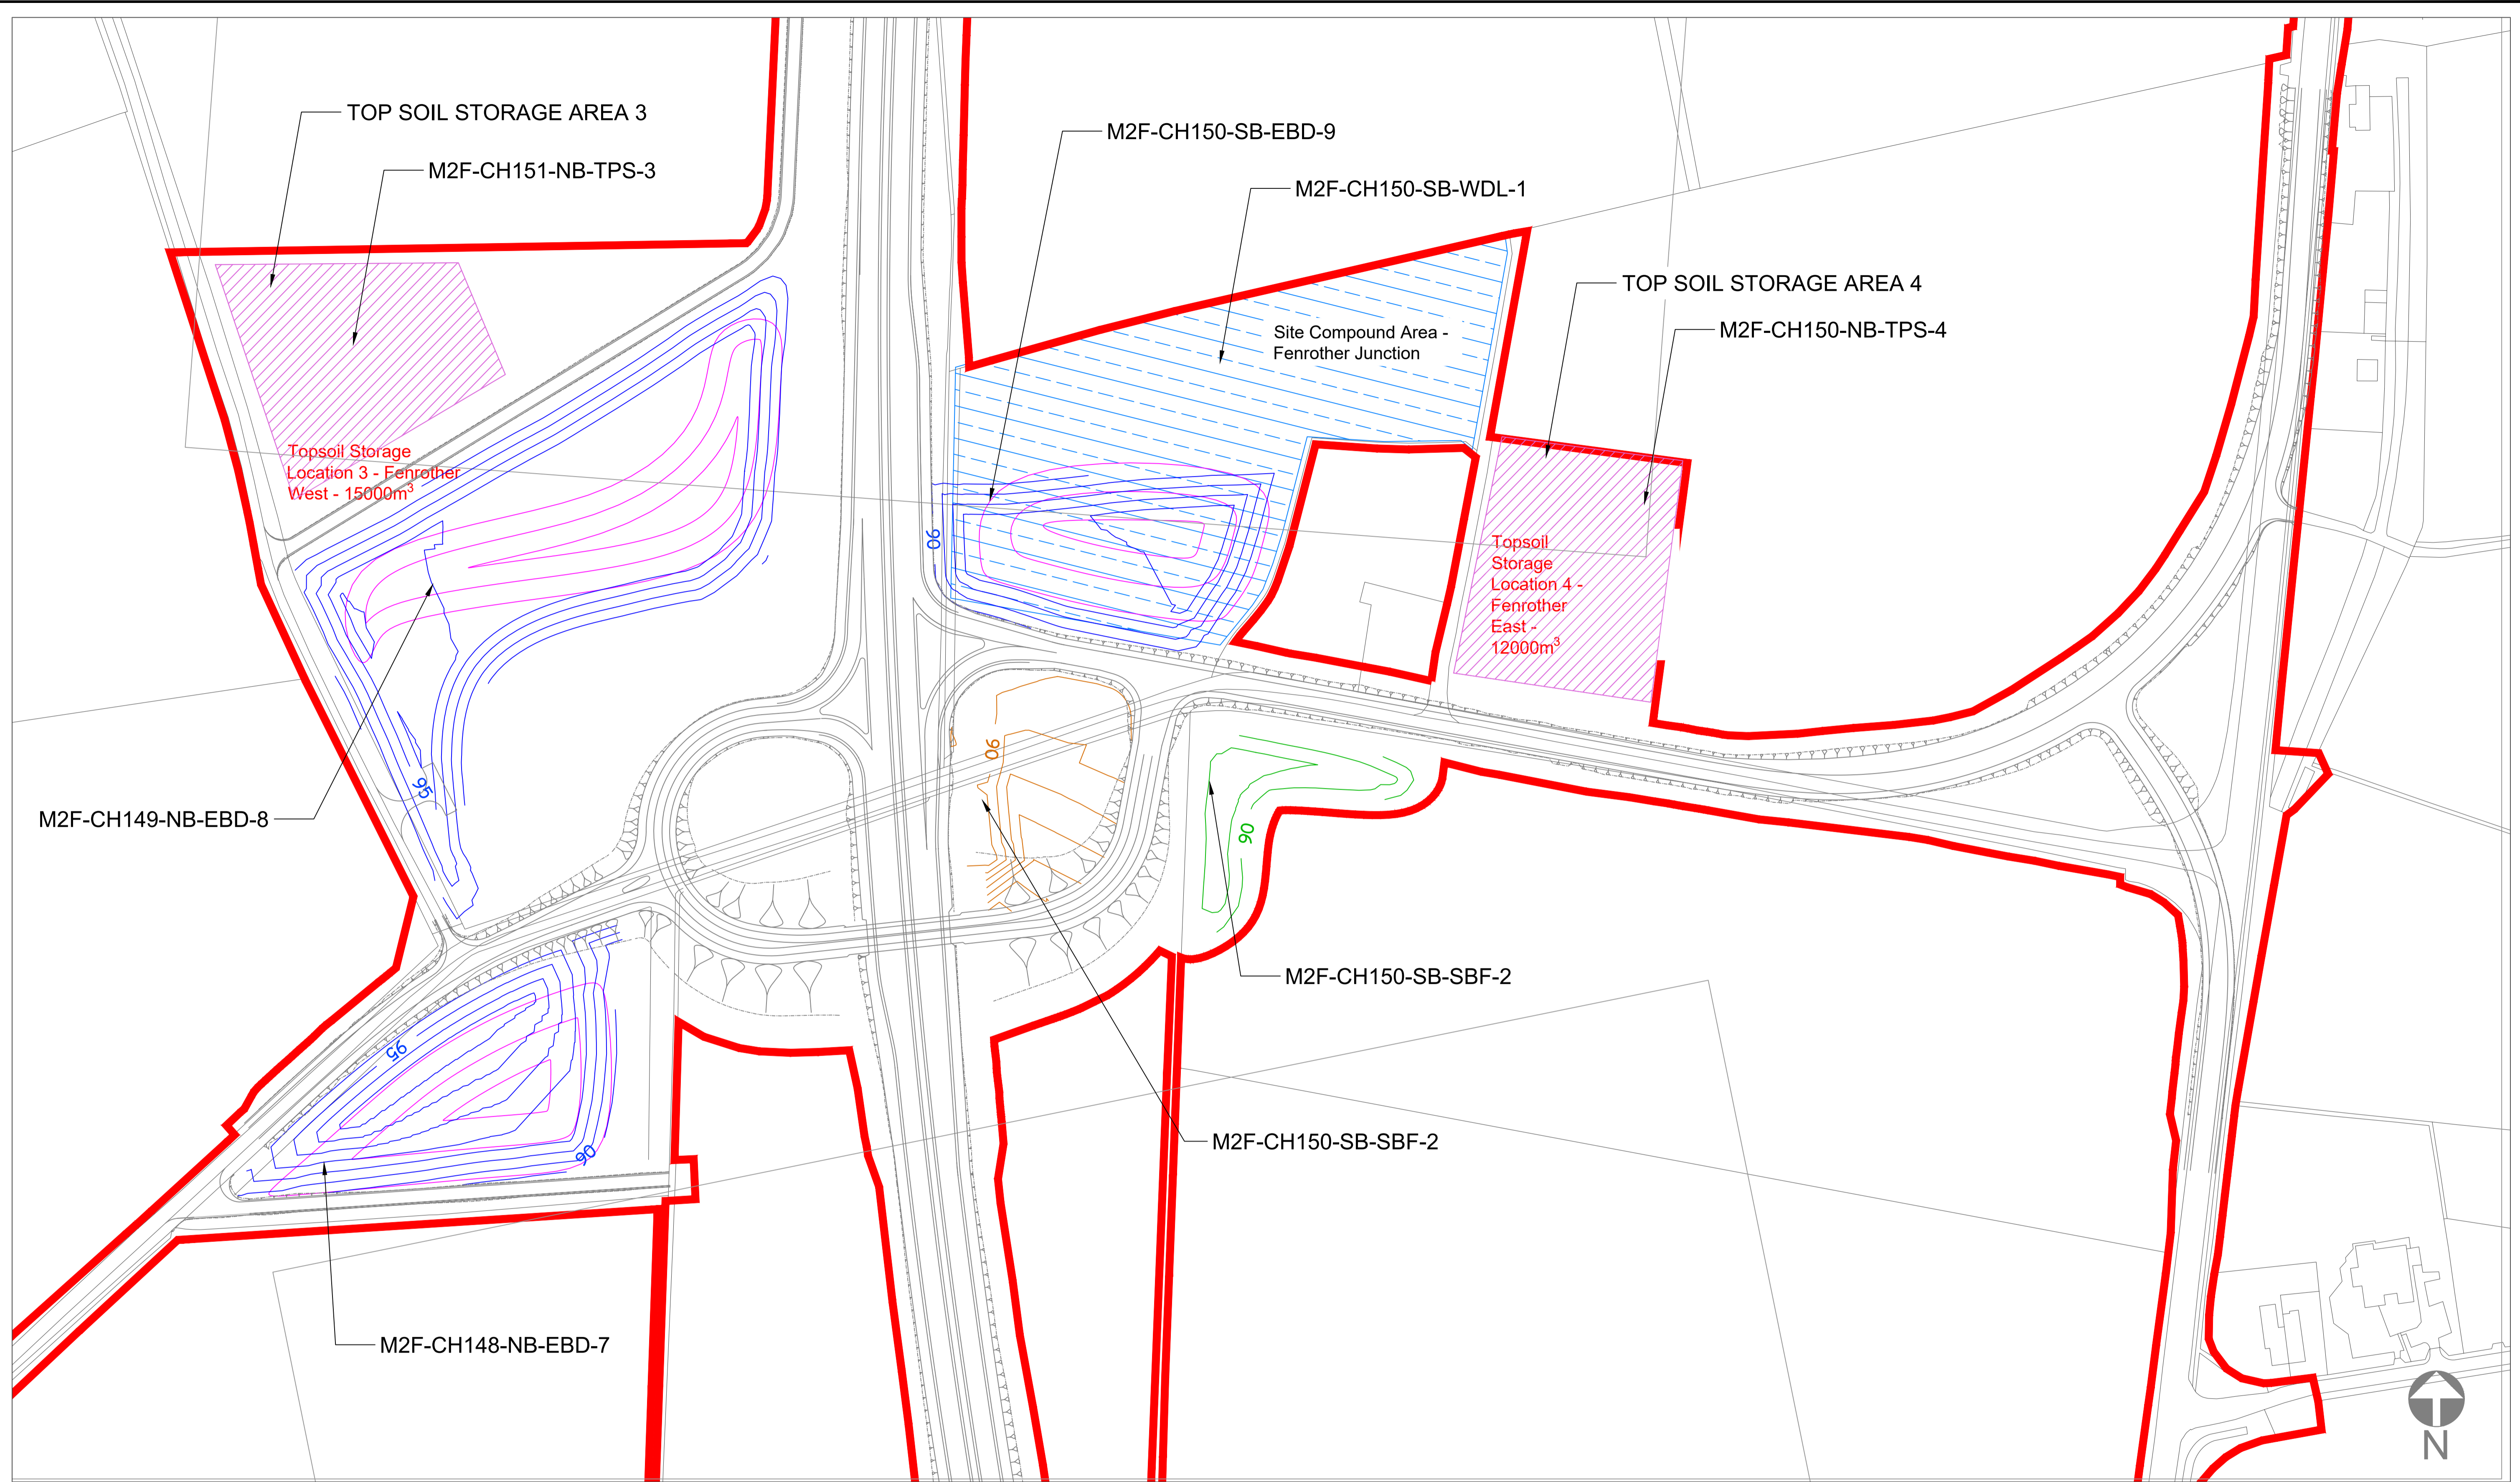 TOP SOIL STORAGE AREA 3
M2F-CH151-NB-TPS-3
M2F-CH150-SB-EBD-9
M2F-CH150-SB-WDL-1
TOP SOIL STORAGE AREA 4
M2F-CH150-NB-TPS-4
Site Compound Area -
Fenrother Junction
Topsoil Storage
Location 3 - Fenrother
West - 15000m³
90
Topsoil
Storage
Location 4 -
Fenrother
East -
12000m³
90
95
M2F-CH149-NB-EBD-8
90
M2F-CH150-SB-SBF-2
95
M2F-CH150-SB-SBF-2
90
M2F-CH148-NB-EBD-7
N